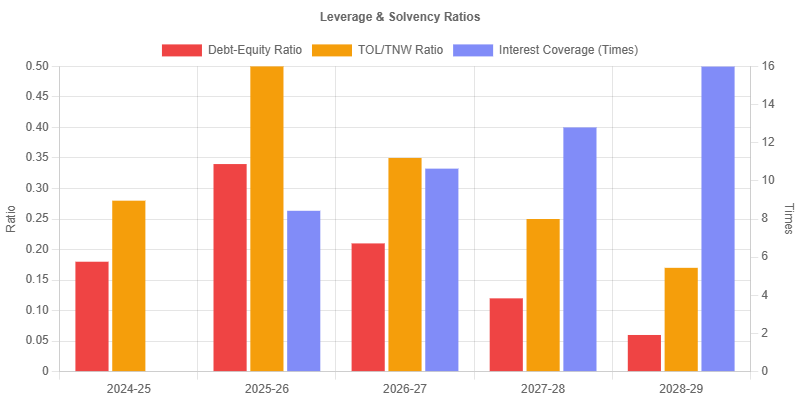 Leverage & Solvency Ratios
Debt-Equity Ratio TOL/TNW Ratio Interest Coverage (Times)
0.50 16
0.45 14
0.40
0.35 12
0.30 10
0.25 8
0.20 6
0.15
0.10 4
0.05 2
0 0
Ratio
Times
2024-25 2025-26 2026-27 2027-28 2028-29